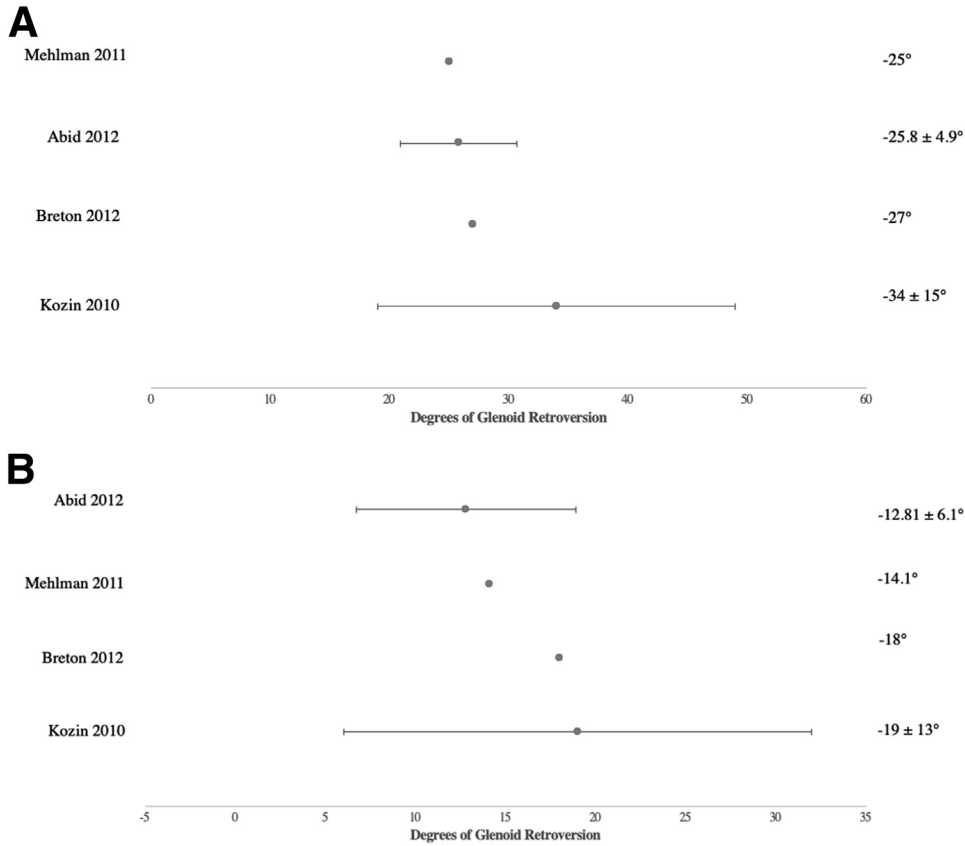 A
Mehlman 2011 -25°
Abid 2012 -25.8 ± 4.9°
Breton 2012 -27°
Kozin 2010 -34 ± 15°
0 10 20 30 40 50 60
Degrees of Glenoid Retroversion
B
Abid 2012 -12.81 ± 6.1°
Mehlman 2011 -14.1°
Breton 2012 -18°
Kozin 2010 -19 ± 13°
-5 0 5 10 15 20 25 30 35
Degrees of Glenoid Retroversion